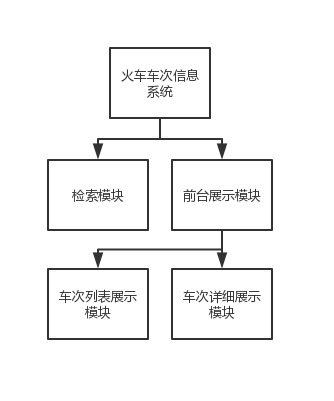 火车车次信息
系统
检索模块
前台展示模块
车次列表展示
模块
车次详细展示
模块